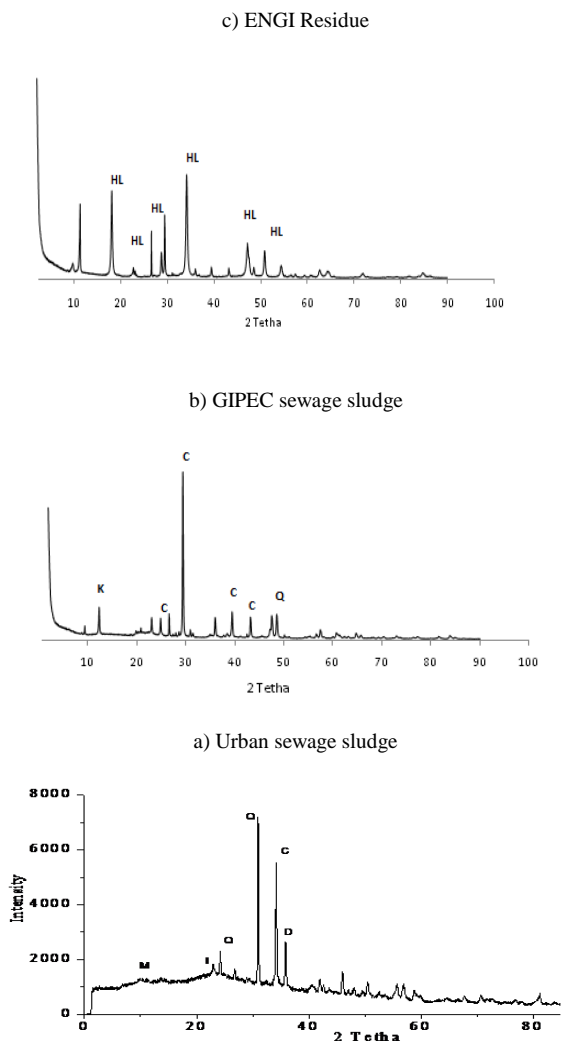 c) ENGI Residue
HL
HL
HL
HL
HL
HL
10 20 30 40 50 60 70 80 90 100
2 Tetha
b) GIPEC sewage sludge
C
K
C
C
C
Q
10 20 30 40 50 60 70 80 90 100
2 Tetha
a) Urban sewage sludge
8000
6000
4000
2000
0
Intensity
Q
C
D
Q
I
M
0 20 40 60 80
2 Tetha